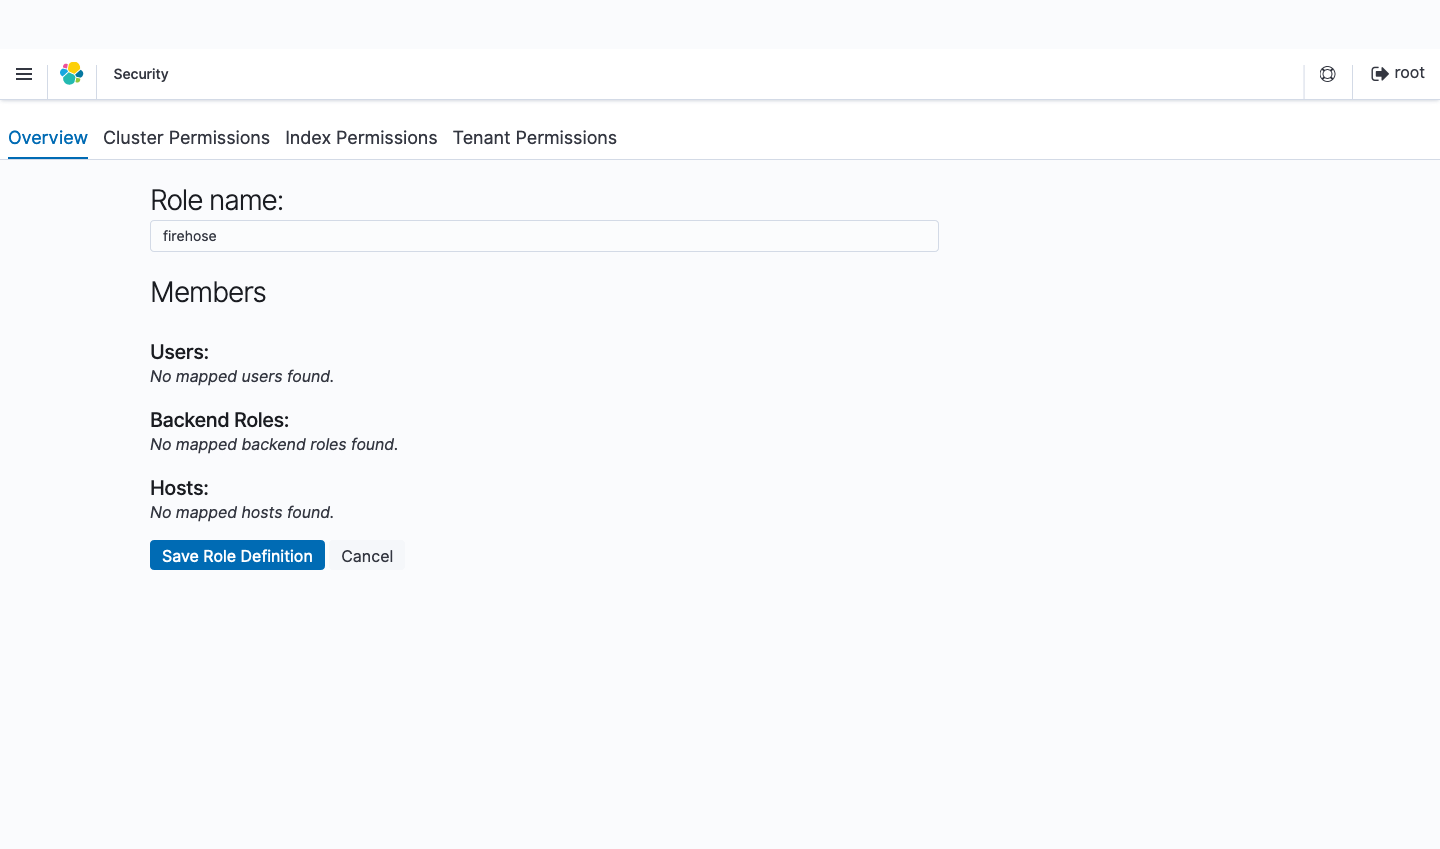 Security
root
Overview Cluster Permissions Index Permissions Tenant Permissions
Role name:
firehose
Members
Users:
No mapped users found.
Backend Roles:
No mapped backend roles found.
Hosts:
No mapped hosts found.
Save Role Definition Cancel